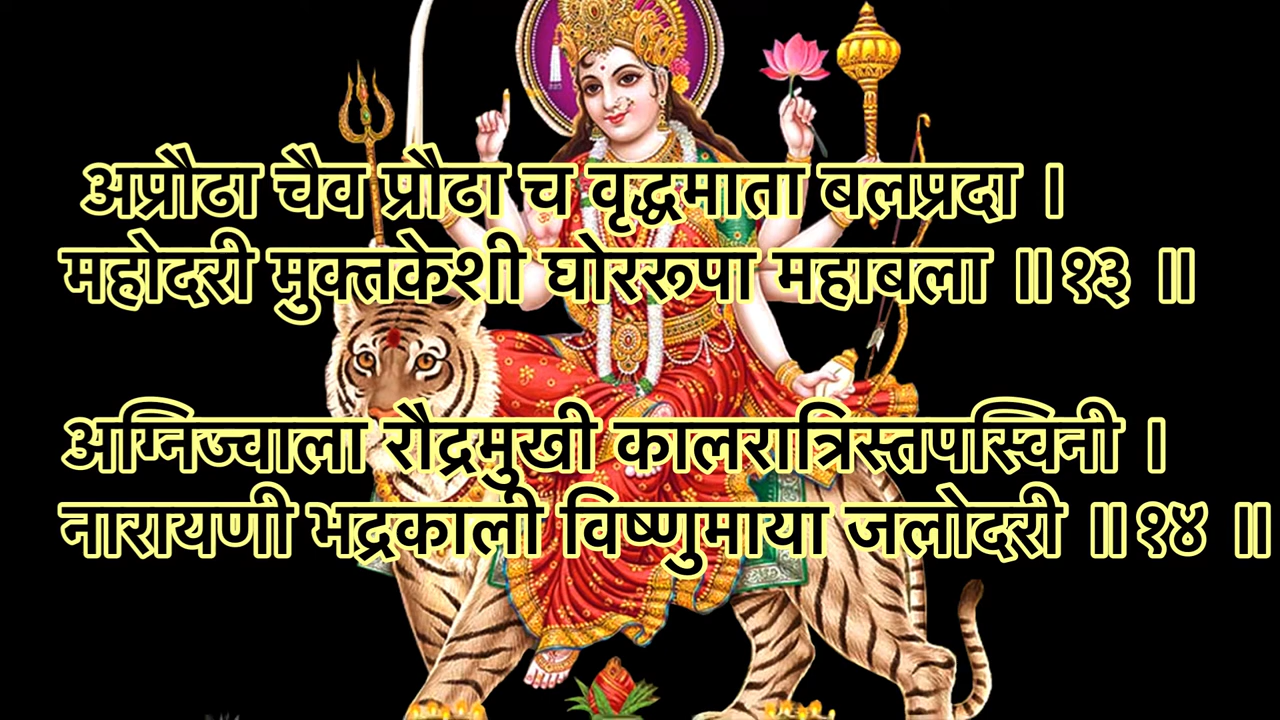 अप्रौढा चैव प्रौढा च वृद्धमाता बलप्रदा ।
महोदरी मुक्तकेशी घोररूपा महाबला ॥१३ ॥
अग्निज्वाला रौद्रमुखी कालरात्रिस्तपस्विनी ।
नारायणी भद्रकाली विष्णुमाया जलोदरी ॥१४ ॥